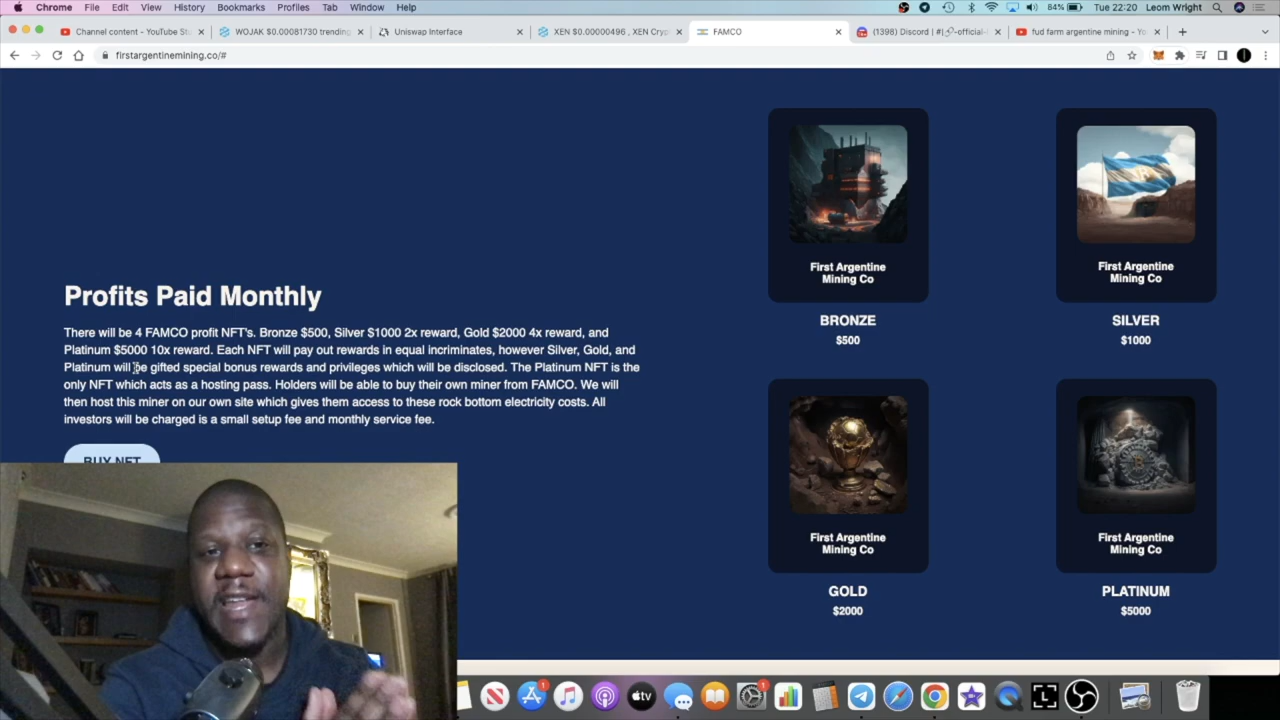 Chrome File Edit View History Bookmarks Profiles Tab Window Help
84% Tue 22:20 Leom Wright
Channel content - YouTube St
WOJAK $0.00081730 trending
Uniswap Interface
XEN $0.00000496 , XEN Cryp
FAMCO
(1398) Discord | #
-official-
fud farm argentine mining - Yo
firstargentinemining.co/#
Profits Paid Monthly
There will be 4 FAMCO profit NFT's. Bronze $500, Silver $1000 2x reward, Gold $2000 4x reward, and
Platinum $5000 10x reward. Each NFT will pay out rewards in equal incriminates, however Silver, Gold, and
Platinum will be gifted special bonus rewards and privileges which will be disclosed. The Platinum NFT is the
only NFT which acts as a hosting pass. Holders will be able to buy their own miner from FAMCO. We will
then host this miner on our own site which gives them access to these rock bottom electricity costs. All
investors will be charged is a small setup fee and monthly service fee.
BUY NFT
First Argentine
Mining Co
BRONZE
$500
First Argentine
Mining Co
SILVER
$1000
First Argentine
Mining Co
GOLD
$2000
First Argentine
Mining Co
PLATINUM
$5000
tv